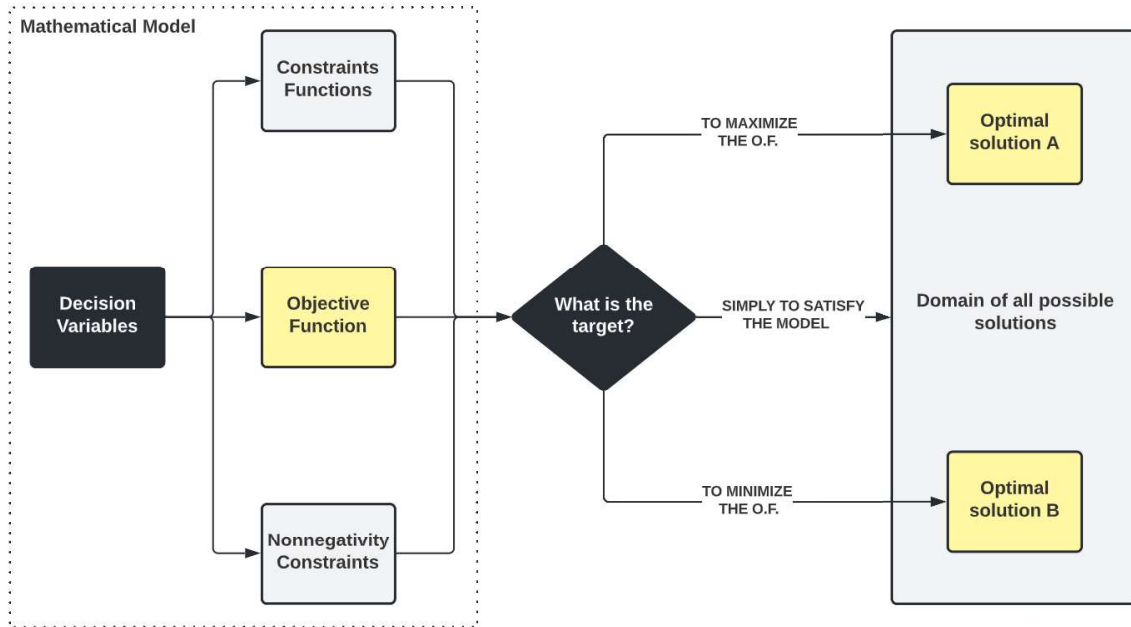 Mathematical Model
Constraints
Functions
Decision
Variables
Objective
Function
Nonnegativity
Constraints
What is the
target?
TO MAXIMIZE
THE O.F.
SIMPLY TO SATISFY
THE MODEL
TO MINIMIZE
THE O.F.
Optimal
solution A
Domain of all possible
solutions
Optimal
solution B